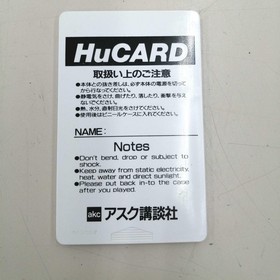 HuCARD
取扱い上のご注意
●本体との抜き差しは、必ず本体の電源を切って
から行なってください。
●静電気をさけ、曲げたり、落したり、衝撃を与え
ないでください。
●熱、水分、直射日光をさけてください。
●使用後はビニールケースに入れてください。
NAME:
Notes
●Don't bend, drop or subject to
shock.
●Keep away from static electricity,
heat, water and direct sunlight.
●Please put back in-to the case
after you played.
akc アスク講談社